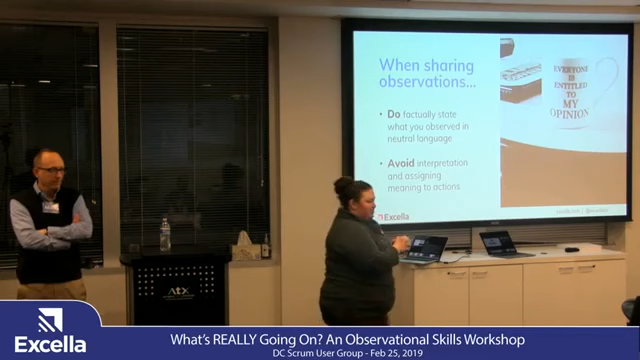 When sharing
observations...
• Do factually state
what you observed in
neutral language
• Avoid interpretation
and assigning
meaning to actions
EVERYONE
IS
ENTITLED
TO
MY
OPINION
Excella
ATX
Excella
What's REALLY Going On? An Observational Skills Workshop
DC Scrum User Group - Feb 25, 2019